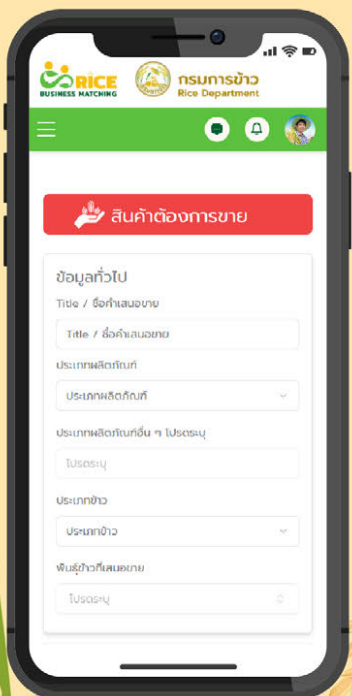 RICE
BUSINESS MATCHING
กรมการข้าว
Rice Department
สินค้าต้องการขาย
ข้อมูลทั่วไป
Title / ชื่อคำเสนอขาย
Title / ชื่อคำเสนอขาย
ประเภทผลิตภัณฑ์
ประเภทผลิตภัณฑ์
ประเภทผลิตภัณฑ์อื่น ๆ โปรดระบุ
โปรดระบุ
ประเภทข้าว
ประเภทข้าว
พันธุ์ข้าวที่เสนอขาย
โปรดระบุ